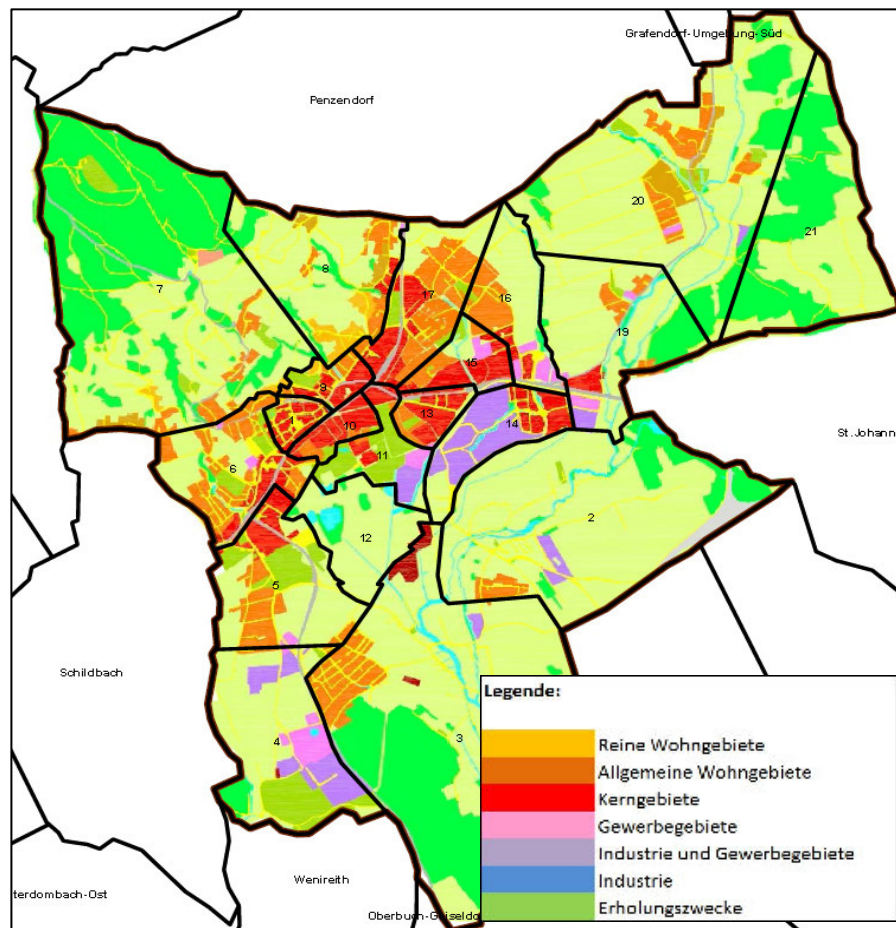 Grafendorf-Umgebung-Süd
Penzendorf
20
21
7
8
17
16
19
15
9
1
10
13
14
11
6
2
12
5
St.Johann
Schildbach
4
3
Wenireith
terdombach-Ost
Legende:
Reine Wohngebiete
Allgemeine Wohngebiete
Kerngebiete
Gewerbegebiete
Industrie und Gewerbegebiete
Industrie
Erholungszwecke